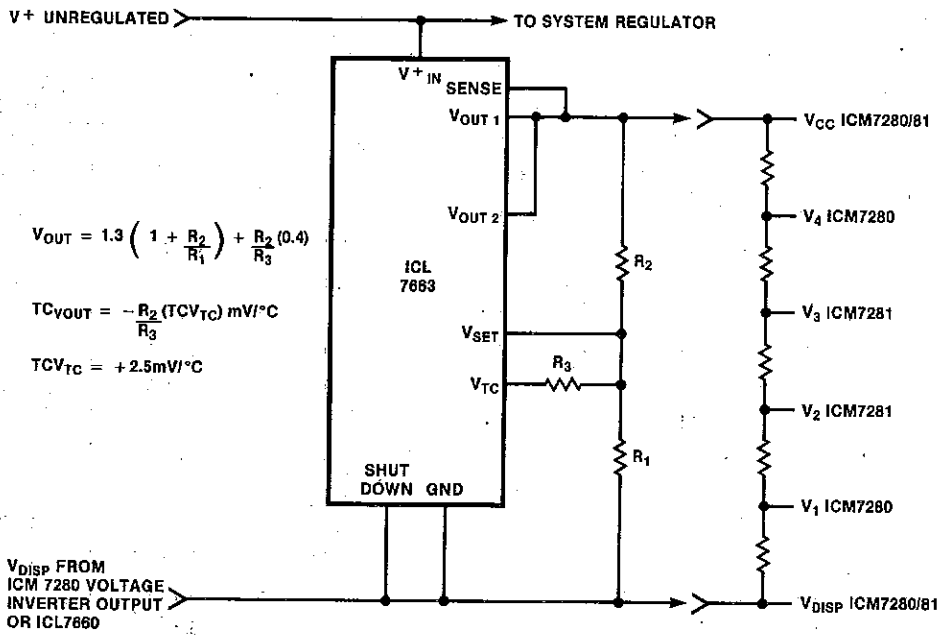 V+ UNREGULATED
TO SYSTEM REGULATOR
V+IN
SENSE
VOUT 1
VCC ICM7280/81
V4 ICM7280
VOUT 2
VOUT = 1.3 ( 1 + R2/R1 ) + R2/R3 (0.4)
ICL
7663
R2
TCVOUT = -R2/R3 (TCVTC) mV/°C
V3 ICM7281
VSET
TCVTC = +2.5mV/°C
R3
VTC
V2 ICM7281
R1
SHUT
DOWN GND
V1 ICM7280
VDISP FROM
ICM 7280 VOLTAGE
INVERTER OUTPUT
OR ICL7660
VDISP ICM7280/81